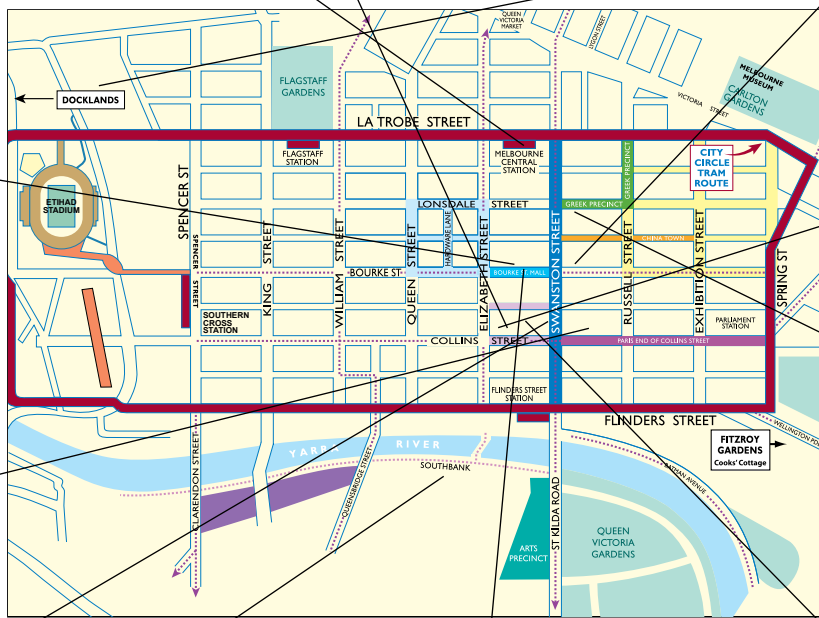 QUEEN
VICTORIA
MARKET
LYGON STREET
MELBOURNE
MUSEUM
CARLTON
GARDENS
FLAGSTAFF
GARDENS
DOCKLANDS
VICTORIA STREET
LA TROBE STREET
FLAGSTAFF
STATION
MELBOURNE
CENTRAL
STATION
CITY
CIRCLE
TRAM
ROUTE
GREEK PRECINCT
SPENCER ST
ETIHAD
STADIUM
LONSDALE STREET
GREEK PRECINCT
HARDWARE LANE
CHINA TOWN
SPENCER STREET
KING STREET
WILLIAM STREET
QUEEN STREET
ELIZABETH STREET
SWANSTON STREET
RUSSELL STREET
EXHIBITION STREET
SPRING ST
BOURKE ST
BOURKE ST MALL
SOUTHERN
CROSS
STATION
PARLIAMENT
STATION
COLLINS STREET
PARIS END OF COLLINS STREET
FLINDERS STREET
STATION
FLINDERS STREET
WELLINGTON
FITZROY
GARDENS
Cooks' Cottage
YARRA RIVER
SOUTHBANK
CLARENDON STREET
QUEENSBRIDGE STREET
BATMAN AVENUE
ST KILDA ROAD
ARTS
PRECINCT
QUEEN
VICTORIA
GARDENS